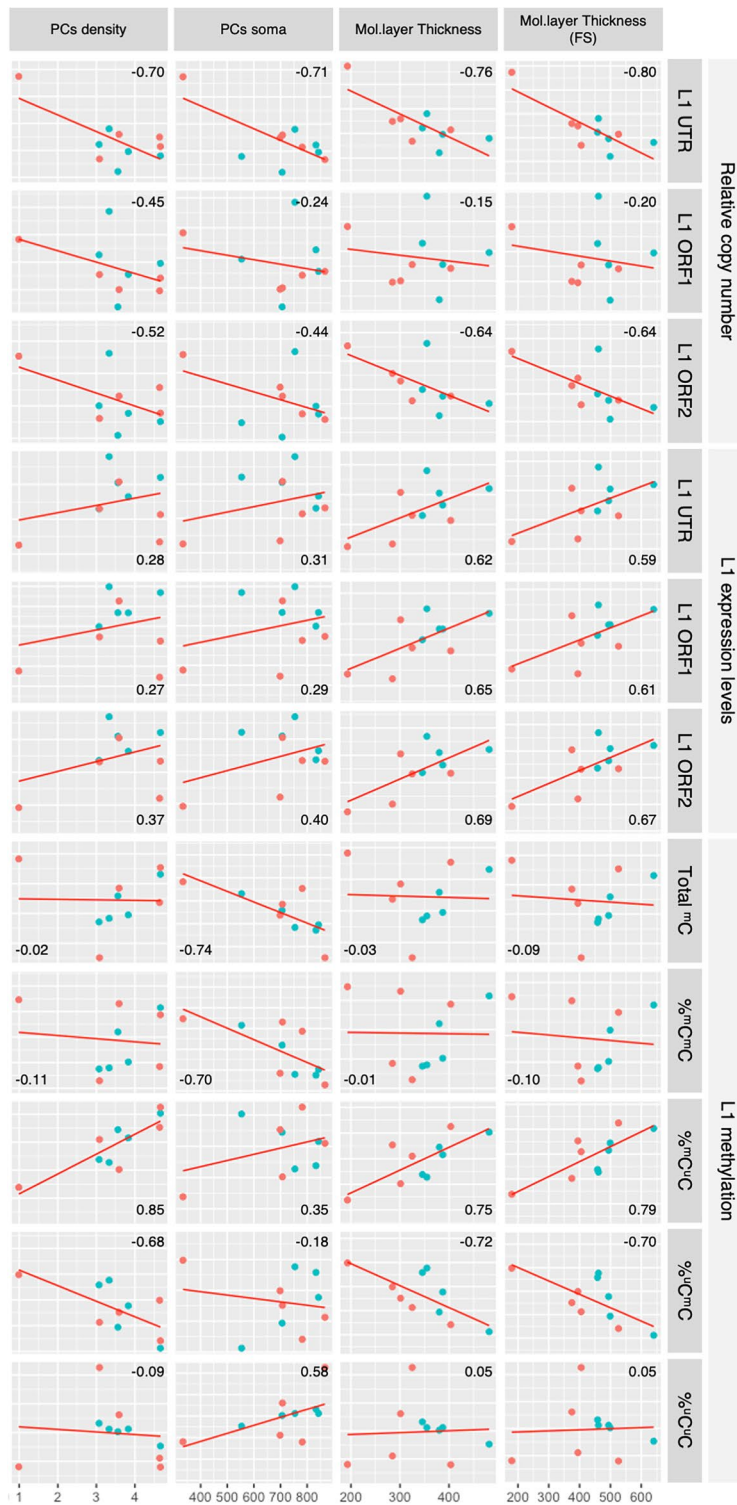 PCs density PCs soma Mol.layer Thickness Mol.layer Thickness (FS)
-0.70 -0.71 -0.76 -0.80 L1 UTR
-0.45 -0.24 -0.15 -0.20 L1 ORF1
-0.52 -0.44 -0.64 -0.64 L1 ORF2
Relative copy number
0.28 0.31 0.62 0.59 L1 UTR
0.27 0.29 0.65 0.61 L1 ORF1
0.37 0.40 0.69 0.67 L1 ORF2
L1 expression levels
-0.02 -0.74 -0.03 -0.09 Total ᵐC
-0.11 -0.70 -0.01 -0.10 %ᵐCᵐC
0.85 0.35 0.75 0.79 %ᵐCᵘC
-0.68 -0.18 -0.72 -0.70 %ᵘCᵐC
-0.09 0.58 0.05 0.05 %ᵘCᵘC
L1 methylation
0 1 2 3 4 400 500 600 700 800 200 300 400 200 300 400 500 600